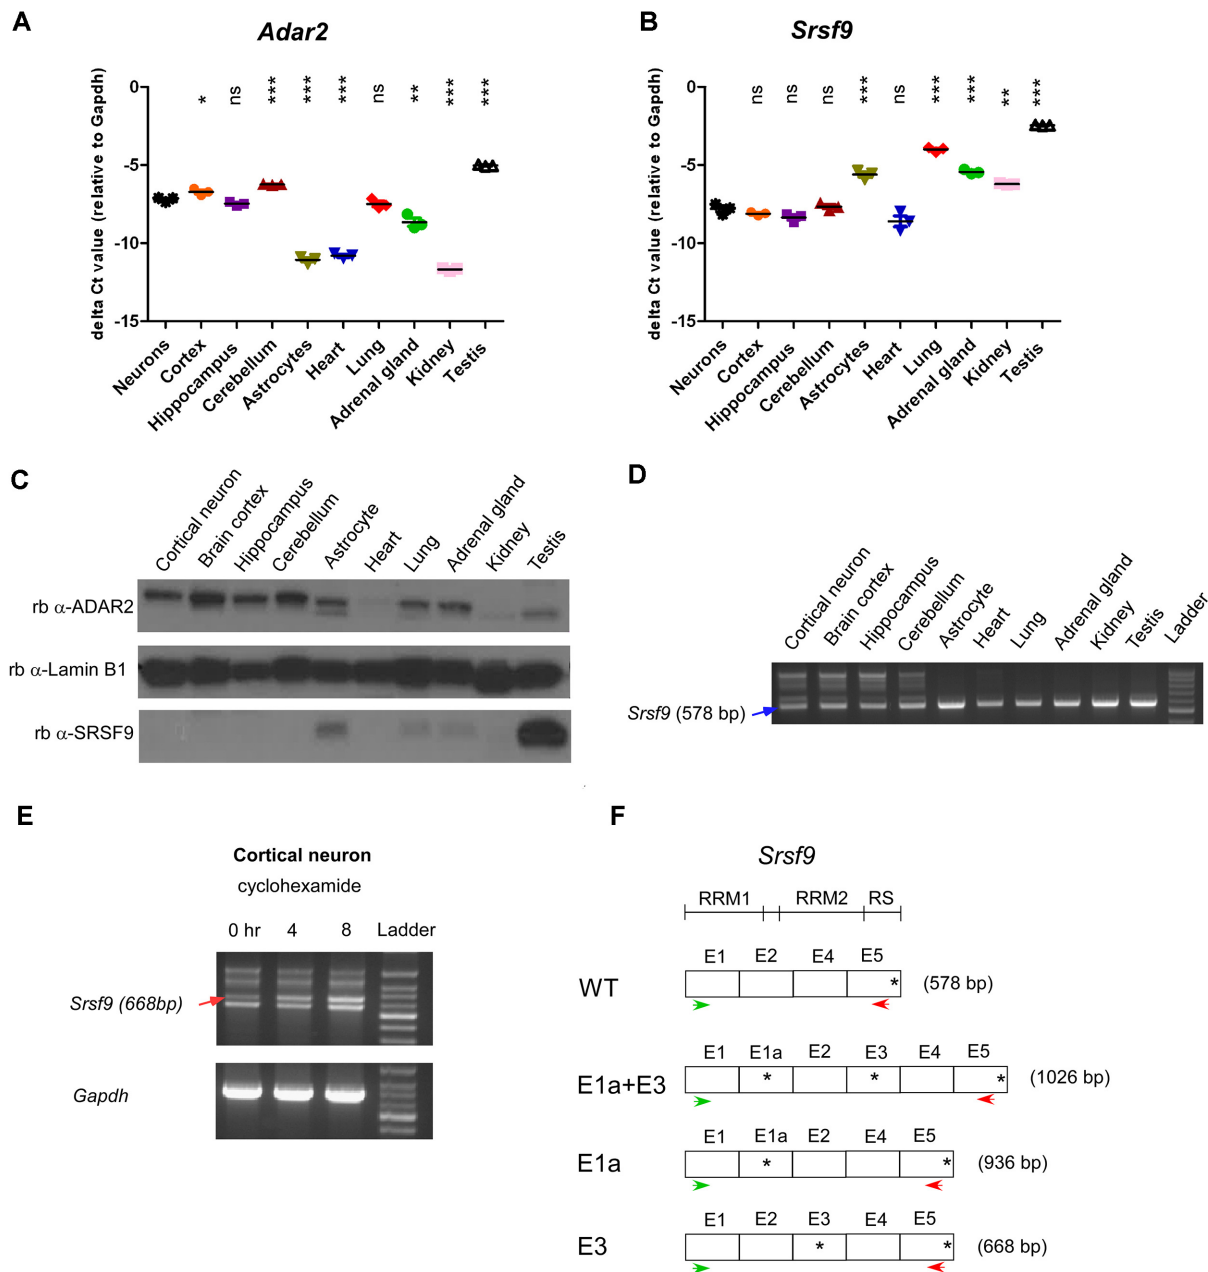 A
Adar2
delta Ct value (relative to Gapdh)
0
-5
-10
-15
* ns *** *** *** ns ** *** ***
Neurons
Cortex
Hippocampus
Cerebellum
Astrocytes
Heart
Lung
Adrenal gland
Kidney
Testis
B
Srsf9
delta Ct value (relative to Gapdh)
0
-5
-10
-15
ns ns ns *** ns *** *** ** ***
Neurons
Cortex
Hippocampus
Cerebellum
Astrocytes
Heart
Lung
Adrenal gland
Kidney
Testis
C
Cortical neuron
Brain cortex
Hippocampus
Cerebellum
Astrocyte
Heart
Lung
Adrenal gland
Kidney
Testis
rb α-ADAR2
rb α-Lamin B1
rb α-SRSF9
D
Cortical neuron
Brain cortex
Hippocampus
Cerebellum
Astrocyte
Heart
Lung
Adrenal gland
Kidney
Testis
Ladder
Srsf9 (578 bp)
E
Cortical neuron
cyclohexamide
0 hr 4 8 Ladder
Srsf9 (668bp)
Gapdh
F
Srsf9
RRM1 RRM2 RS
E1 E2 E4 E5
WT * (578 bp)
E1 E1a E2 E3 E4 E5
E1a+E3 * * * (1026 bp)
E1 E1a E2 E4 E5
E1a * * (936 bp)
E1 E2 E3 E4 E5
E3 * * (668 bp)